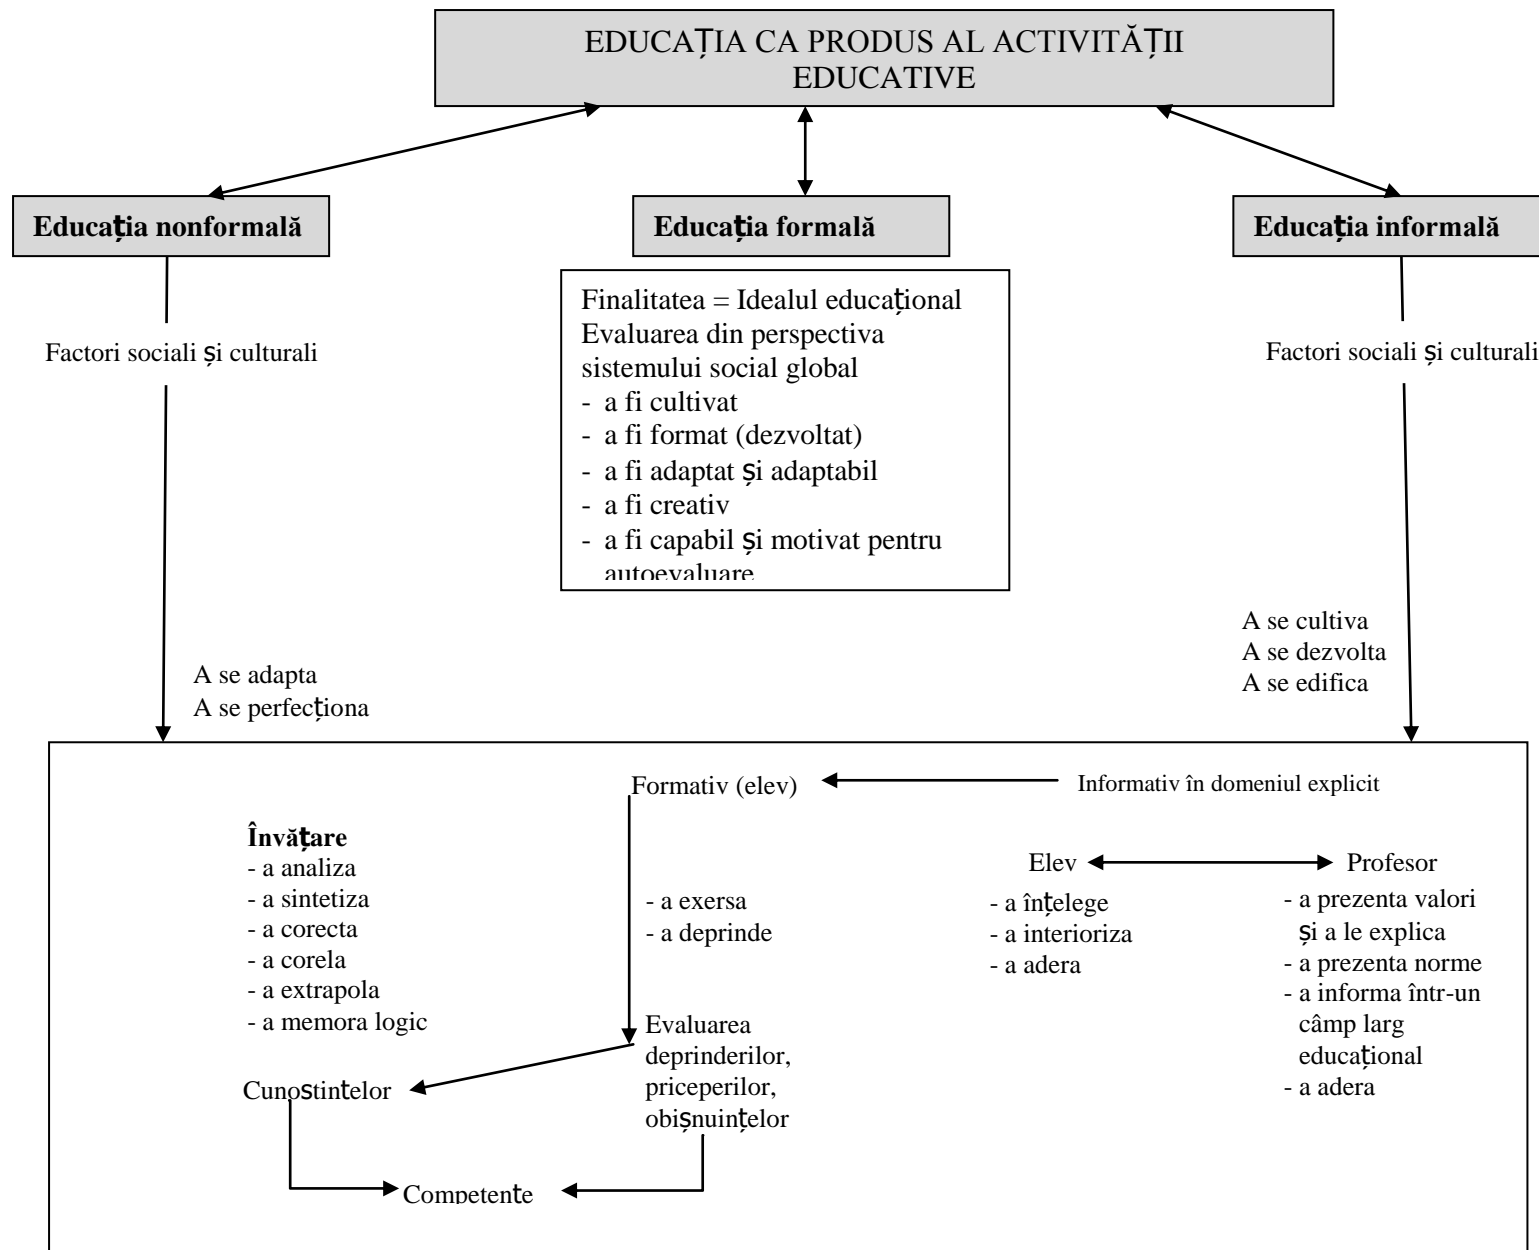 EDUCAȚIA CA PRODUS AL ACTIVITĂȚII
EDUCATIVE
Educația nonformală
Educația formală
Educația informală
Finalitatea = Idealul educațional
Evaluarea din perspectiva
sistemului social global
- a fi cultivat
- a fi format (dezvoltat)
- a fi adaptat și adaptabil
- a fi creativ
- a fi capabil și motivat pentru
autoevaluare
Factori sociali și culturali
Factori sociali și culturali
A se adapta
A se perfecționa
A se cultiva
A se dezvolta
A se edifica
Formativ (elev)
Informativ în domeniul explicit
Învățare
- a analiza
- a sintetiza
- a corecta
- a corela
- a extrapola
- a memora logic
- a exersa
- a deprinde
Elev
- a înțelege
- a interioriza
- a adera
Profesor
- a prezenta valori
și a le explica
- a prezenta norme
- a informa într-un
câmp larg
educațional
- a adera
Evaluarea
deprinderilor,
priceperilor,
obișnuințelor
Cunoștințelor
Competențe